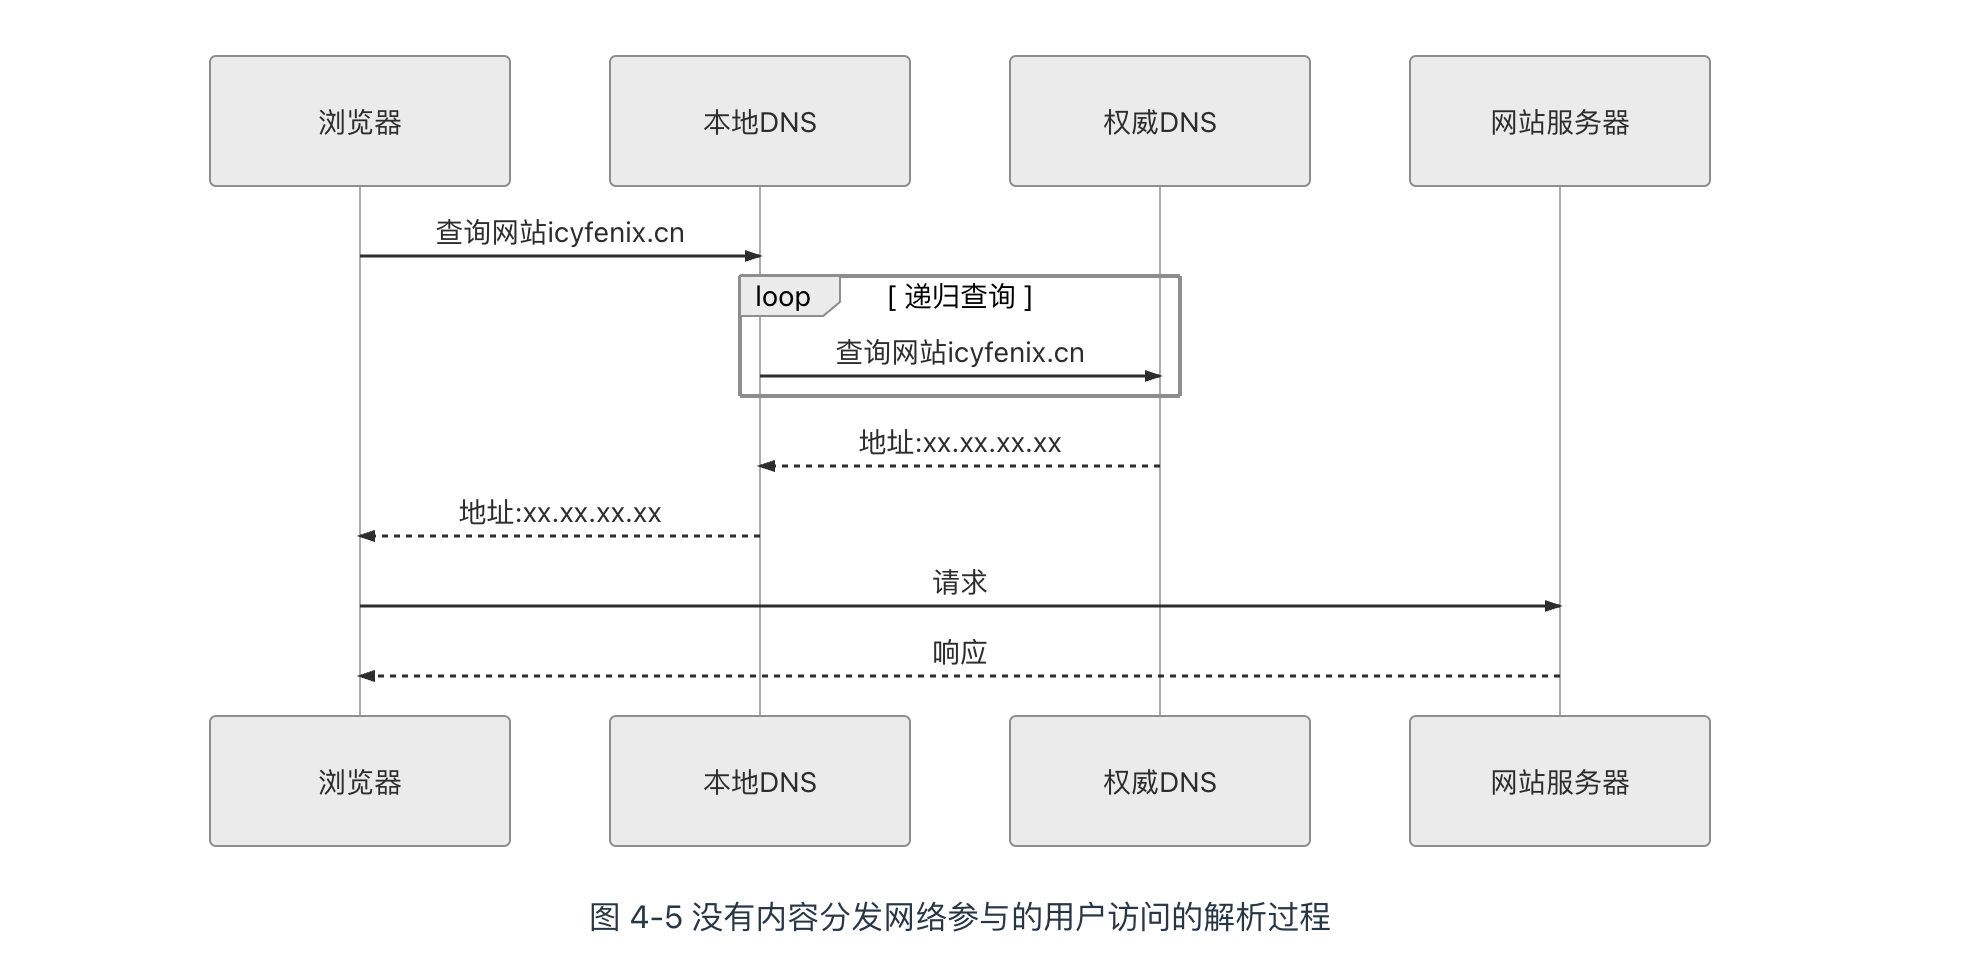 浏览器
本地DNS
权威DNS
网站服务器
查询网站icyfenix.cn
loop
[ 递归查询 ]
查询网站icyfenix.cn
地址:xx.xx.xx.xx
地址:xx.xx.xx.xx
请求
响应
浏览器
本地DNS
权威DNS
网站服务器
图 4-5 没有内容分发网络参与的用户访问的解析过程